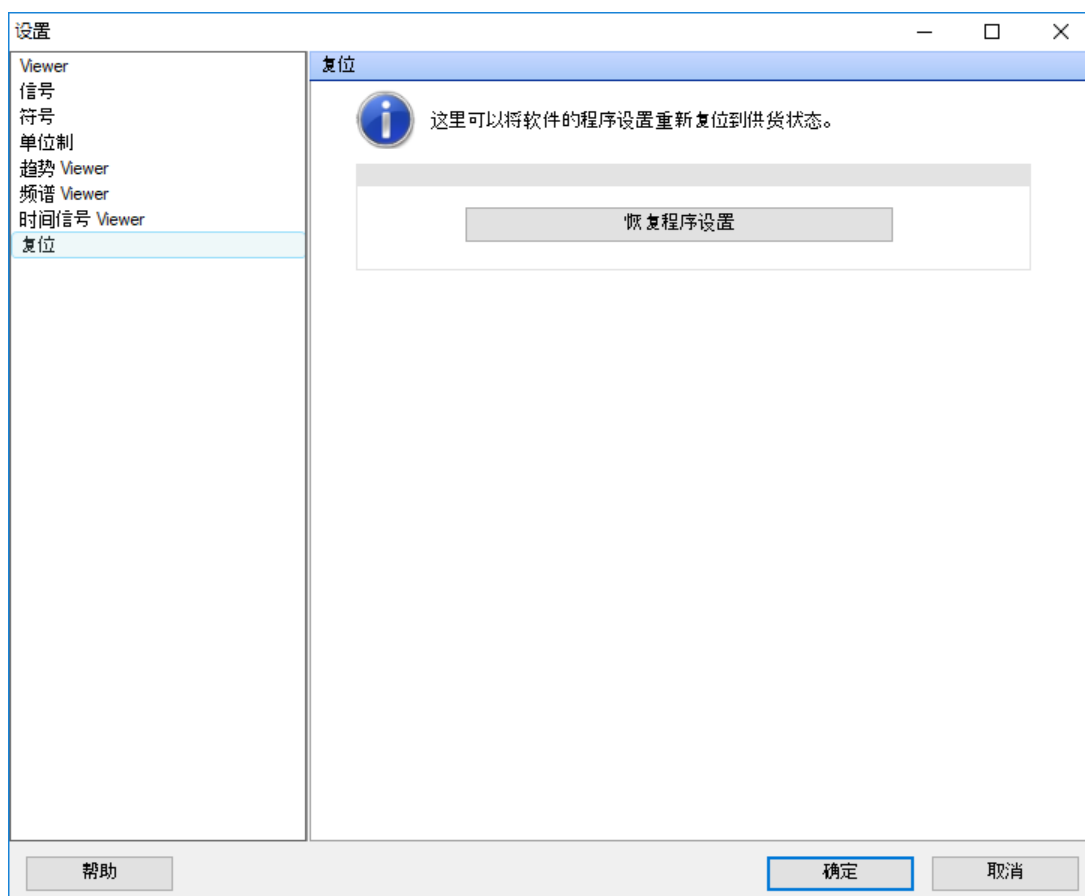 设置
Viewer
信号
符号
单位制
趋势 Viewer
频谱 Viewer
时间信号 Viewer
复位
复位
这里可以将软件的程序设置重新复位到供货状态。
恢复程序设置
帮助
确定
取消